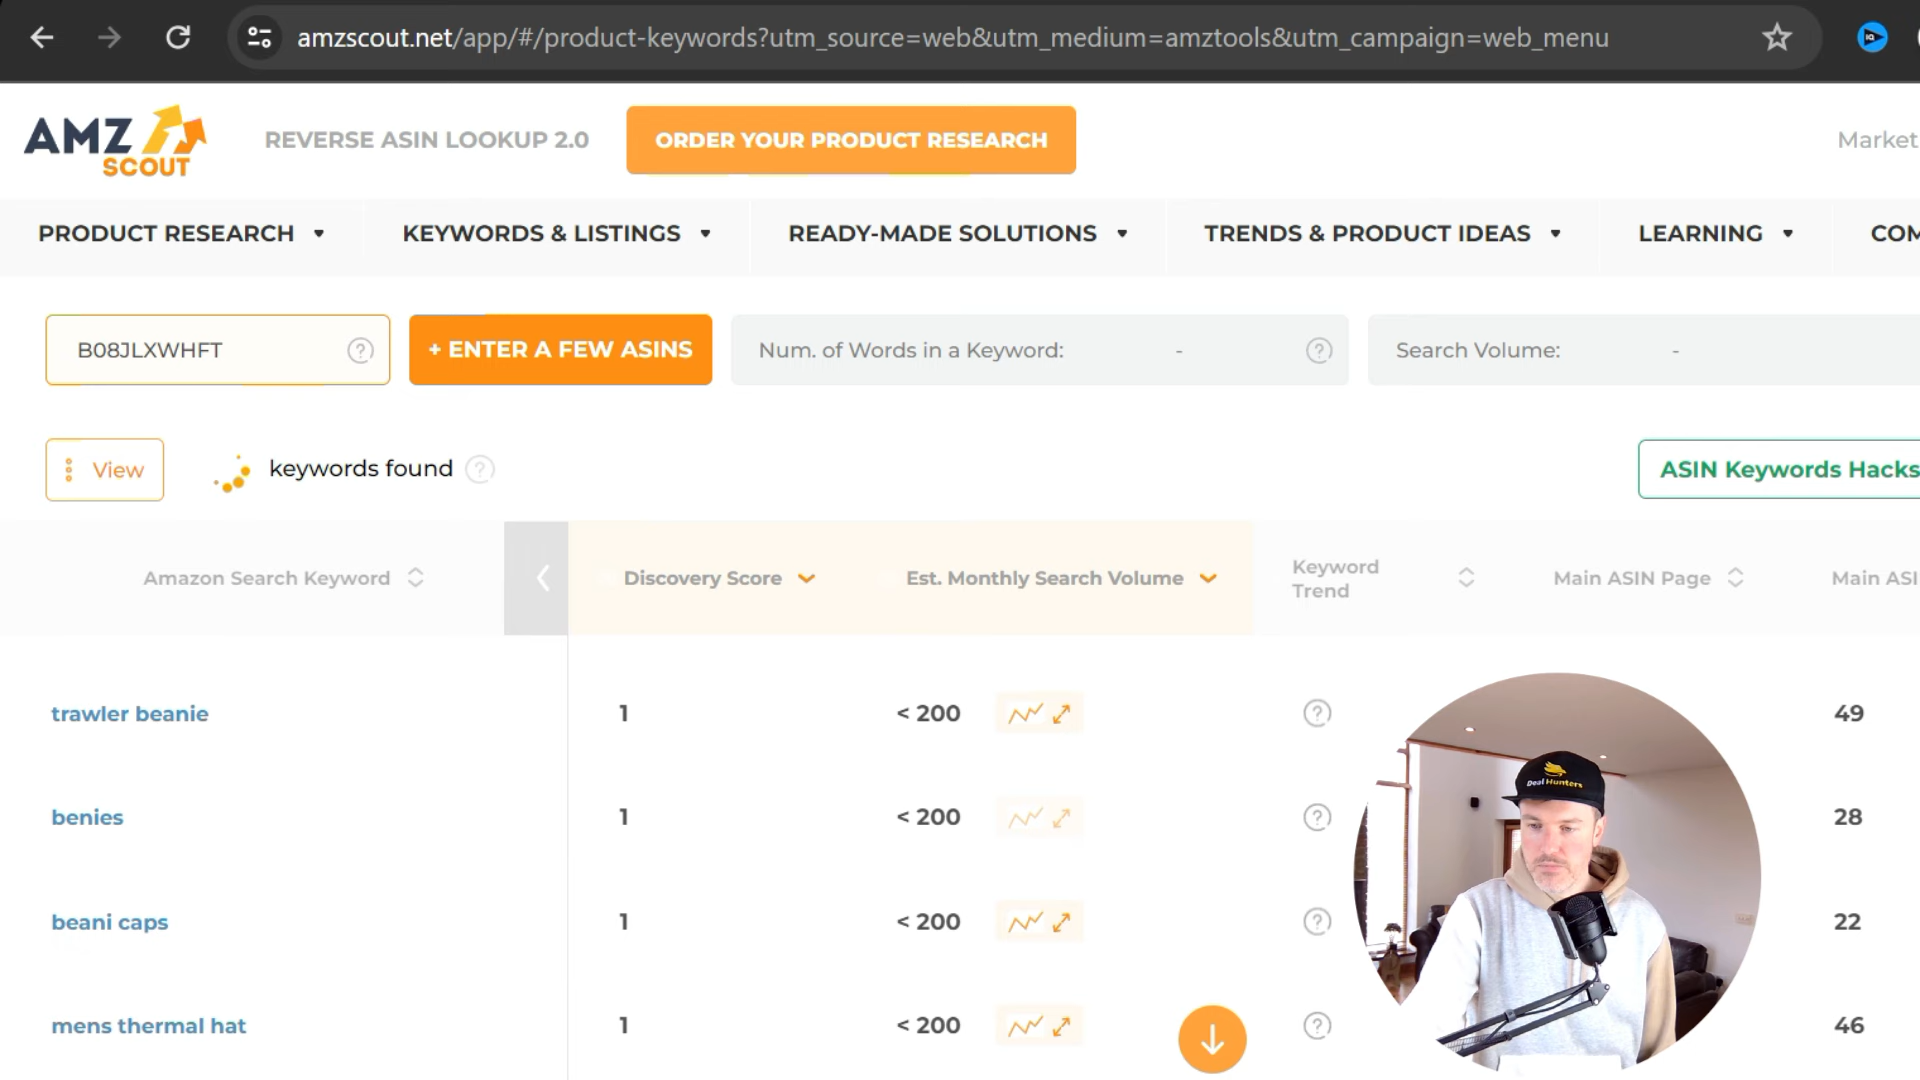 amzscout.net/app/#/product-keywords?utm_source=web&utm_medium=amztools&utm_campaign=web_menu
AMZ SCOUT
REVERSE ASIN LOOKUP 2.0
ORDER YOUR PRODUCT RESEARCH
Market
PRODUCT RESEARCH
KEYWORDS & LISTINGS
READY-MADE SOLUTIONS
TRENDS & PRODUCT IDEAS
LEARNING
COM
B08JLXWHFT
+ ENTER A FEW ASINS
Num. of Words in a Keyword: -
Search Volume: -
View
keywords found
ASIN Keywords Hacks
Amazon Search Keyword
Discovery Score
Est. Monthly Search Volume
Keyword
Trend
Main ASIN Page
Main ASI
trawler beanie 1 < 200 49
benies 1 < 200 28
beani caps 1 < 200 22
mens thermal hat 1 < 200 46
Deal Hunters